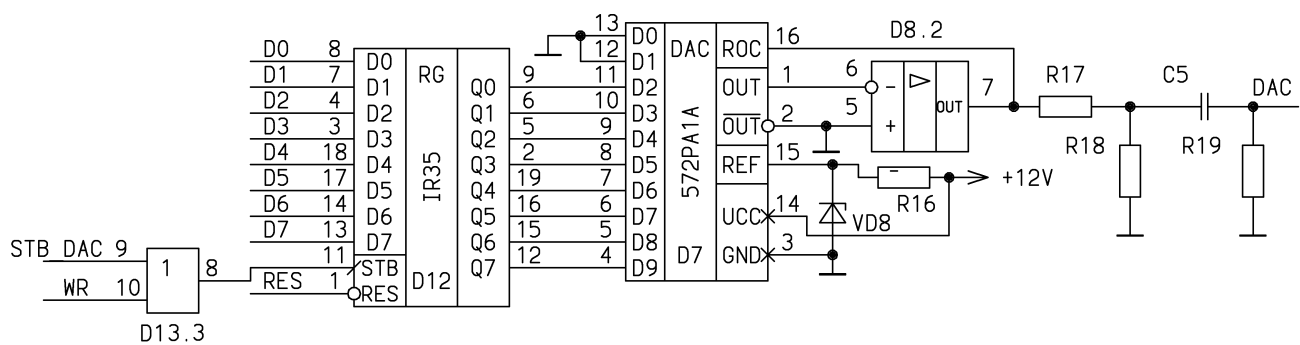 D0 8 D0 RG Q0 9 11 D2
D1 7 D1 Q1 6 10 D3
D2 4 D2 Q2 5 9 D4
D3 3 D3 Q3 2 8 D5
D4 18 D4 IR35 Q4 19 7 D6
D5 17 D5 Q5 16 6 D7
D6 14 D6 Q6 15 5 D8
D7 13 D7 Q7 12 4 D9
11 STB
RES 1 RES D12
STB DAC 9
WR 10
1 8
D13.3
13 D0 DAC ROC 16
12 D1
OUT 1
OUT 2
572PA1A
REF 15
UCC 14
D7 GND 3
D8.2
6 -
5 +
OUT 7
R17 C5 DAC
R18 R19
R16 +12V
VD8